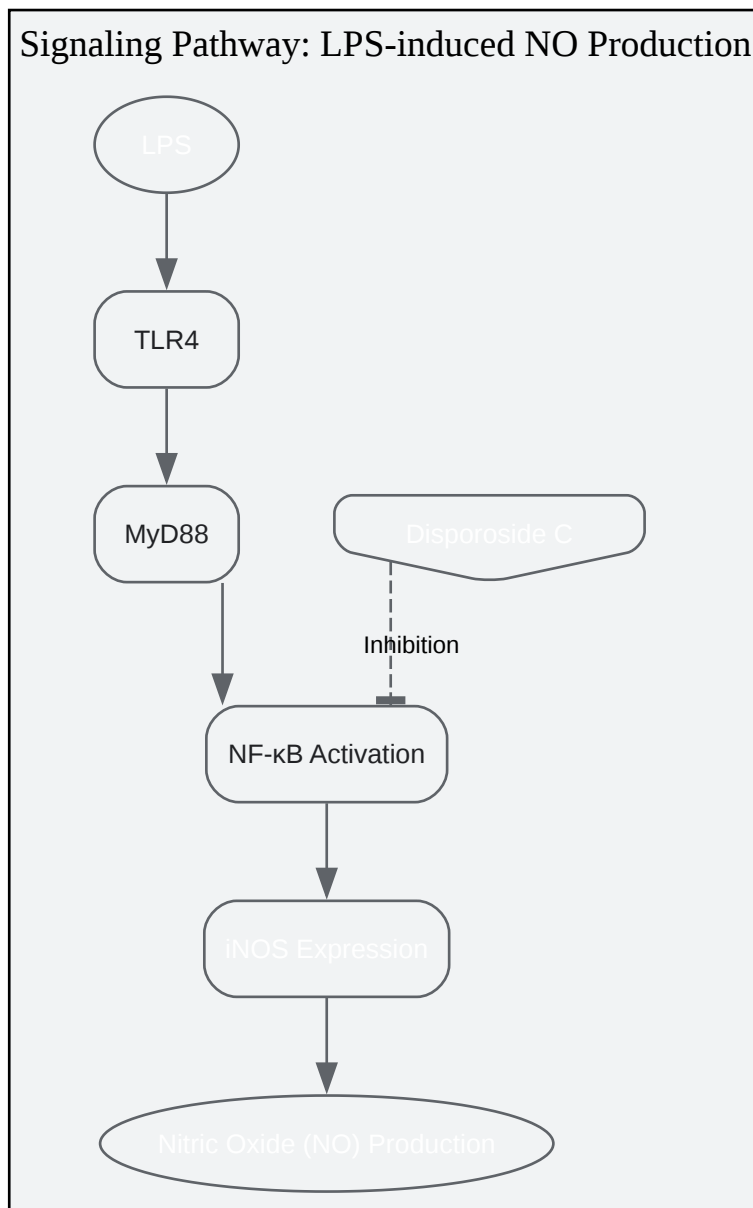 Signaling Pathway: LPS-induced NO Production
LPS
TLR4
MyD88
Disporoside C
Inhibition
NF-κB Activation
iNOS Expression
Nitric Oxide (NO) Production